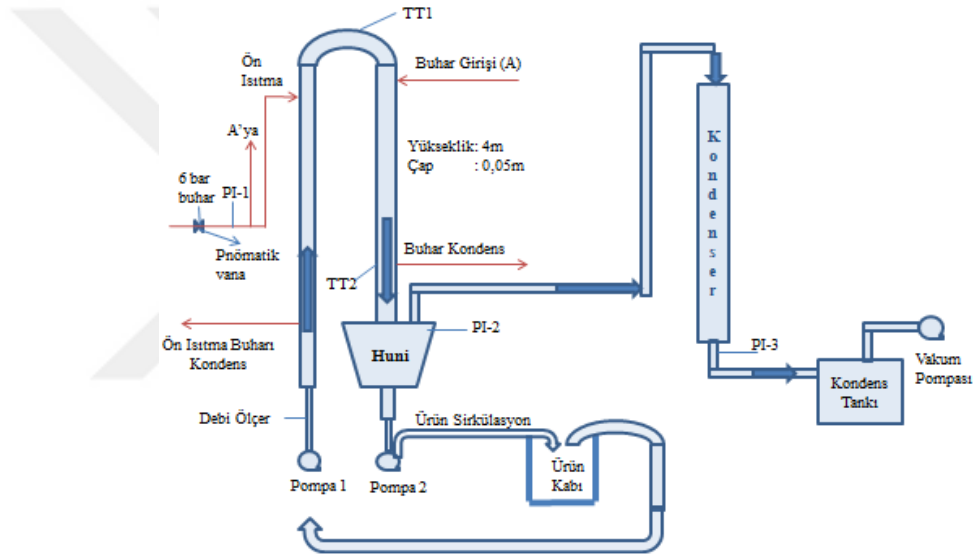 TT1
Ön
Isıtma
Buhar Girişi (A)
A'ya
Yükseklik: 4m
Çap : 0,05m
6 bar
buhar
PI-1
Pnömatik
vana
Buhar Kondens
TT2
Kondenser
PI-2
Huni
Ön Isıtma Buharı
Kondens
PI-3
Vakum
Pompası
Kondens
Tankı
Debi Ölçer
Ürün Sirkülasyon
Ürün
Kabı
Pompa 1
Pompa 2